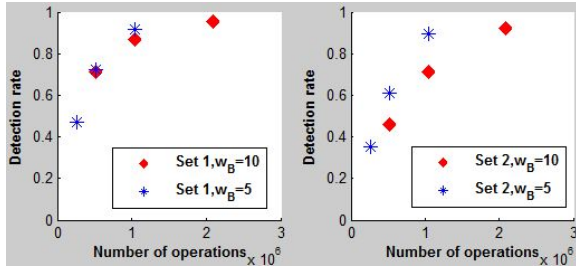 1
0.8
0.6
0.4
0.2
0
Detection rate
Set 1,w_B=10
Set 1,w_B=5
0 1 2 3
Number of operations x 10^6
1
0.8
0.6
0.4
0.2
0
Detection rate
Set 2,w_B=10
Set 2,w_B=5
0 1 2 3
Number of operations x 10^6